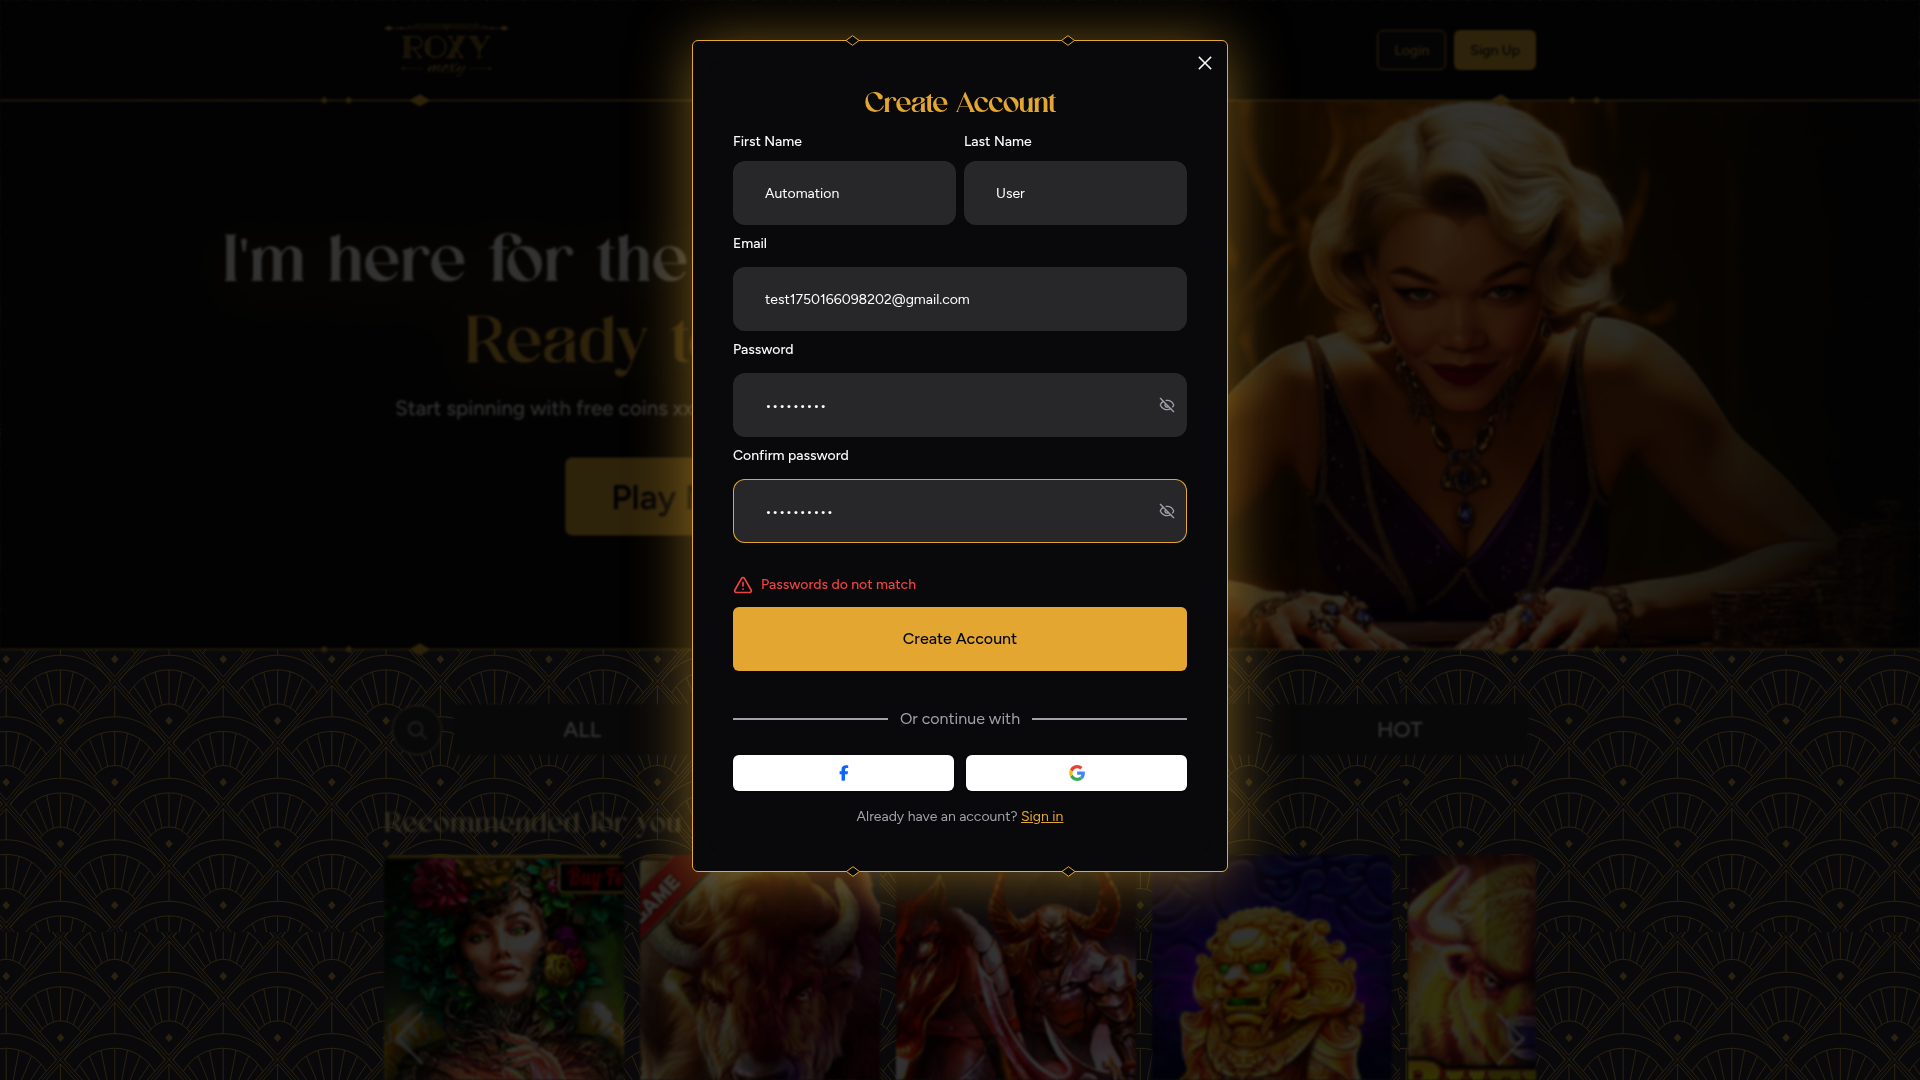 ROXY
moxy
Login
Sign Up
Create Account
First Name
Last Name
Automation
User
Email
test1750166098202@gmail.com
Password
•••••••••
Confirm password
••••••••••
Passwords do not match
Create Account
Or continue with
Already have an account? Sign in
I'm here for the
Ready
Start spinning with free coins
Play
ALL
HOT
Recommended for you
Buy